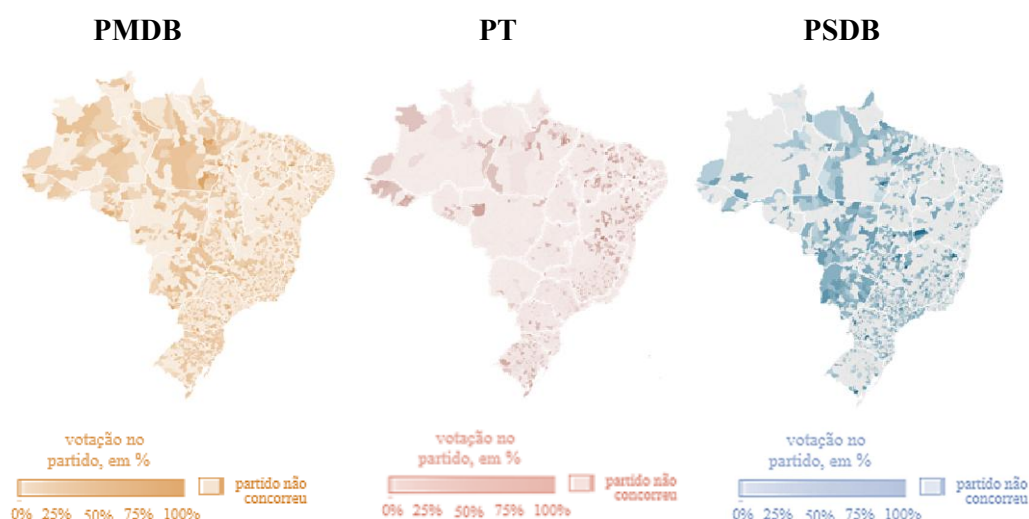 PMDB
PT
PSDB
votação no
partido, em %
partido não
concorreu
0% 25% 50% 75% 100%
votação no
partido, em %
partido não
concorreu
0% 25% 50% 75% 100%
votação no
partido, em %
partido não
concorreu
0% 25% 50% 75% 100%